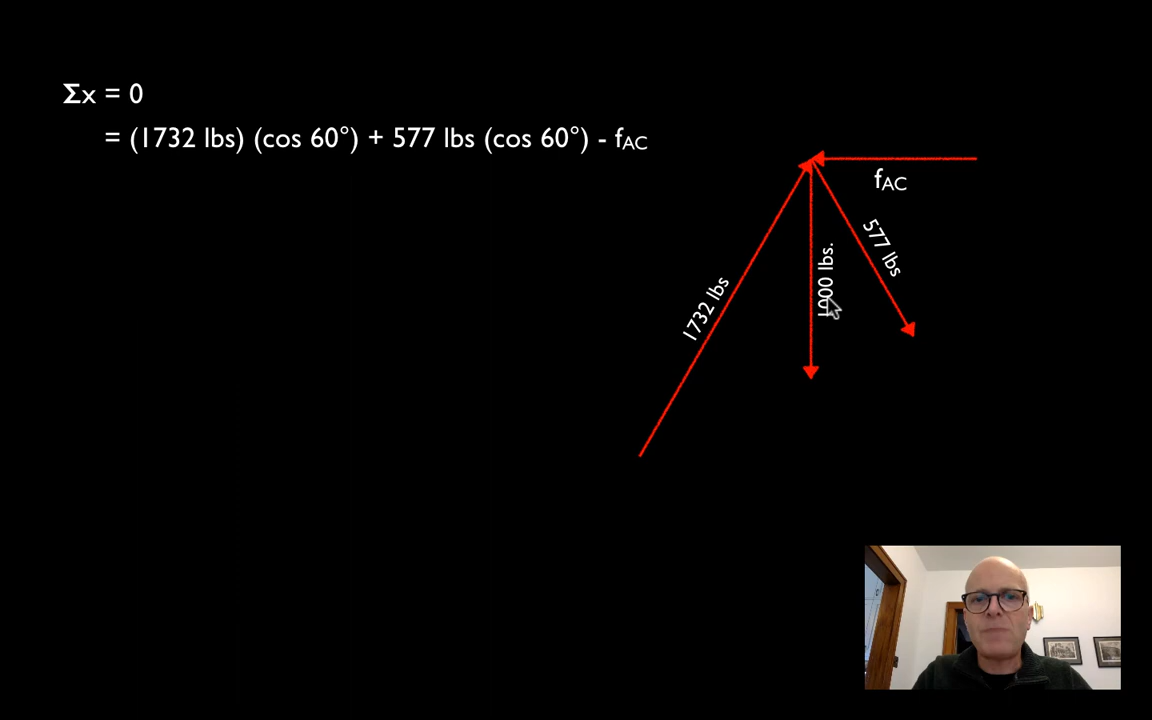 Σx = 0
= (1732 lbs) (cos 60°) + 577 lbs (cos 60°) - fAC
fAC
577 lbs
1000 lbs.
1732 lbs